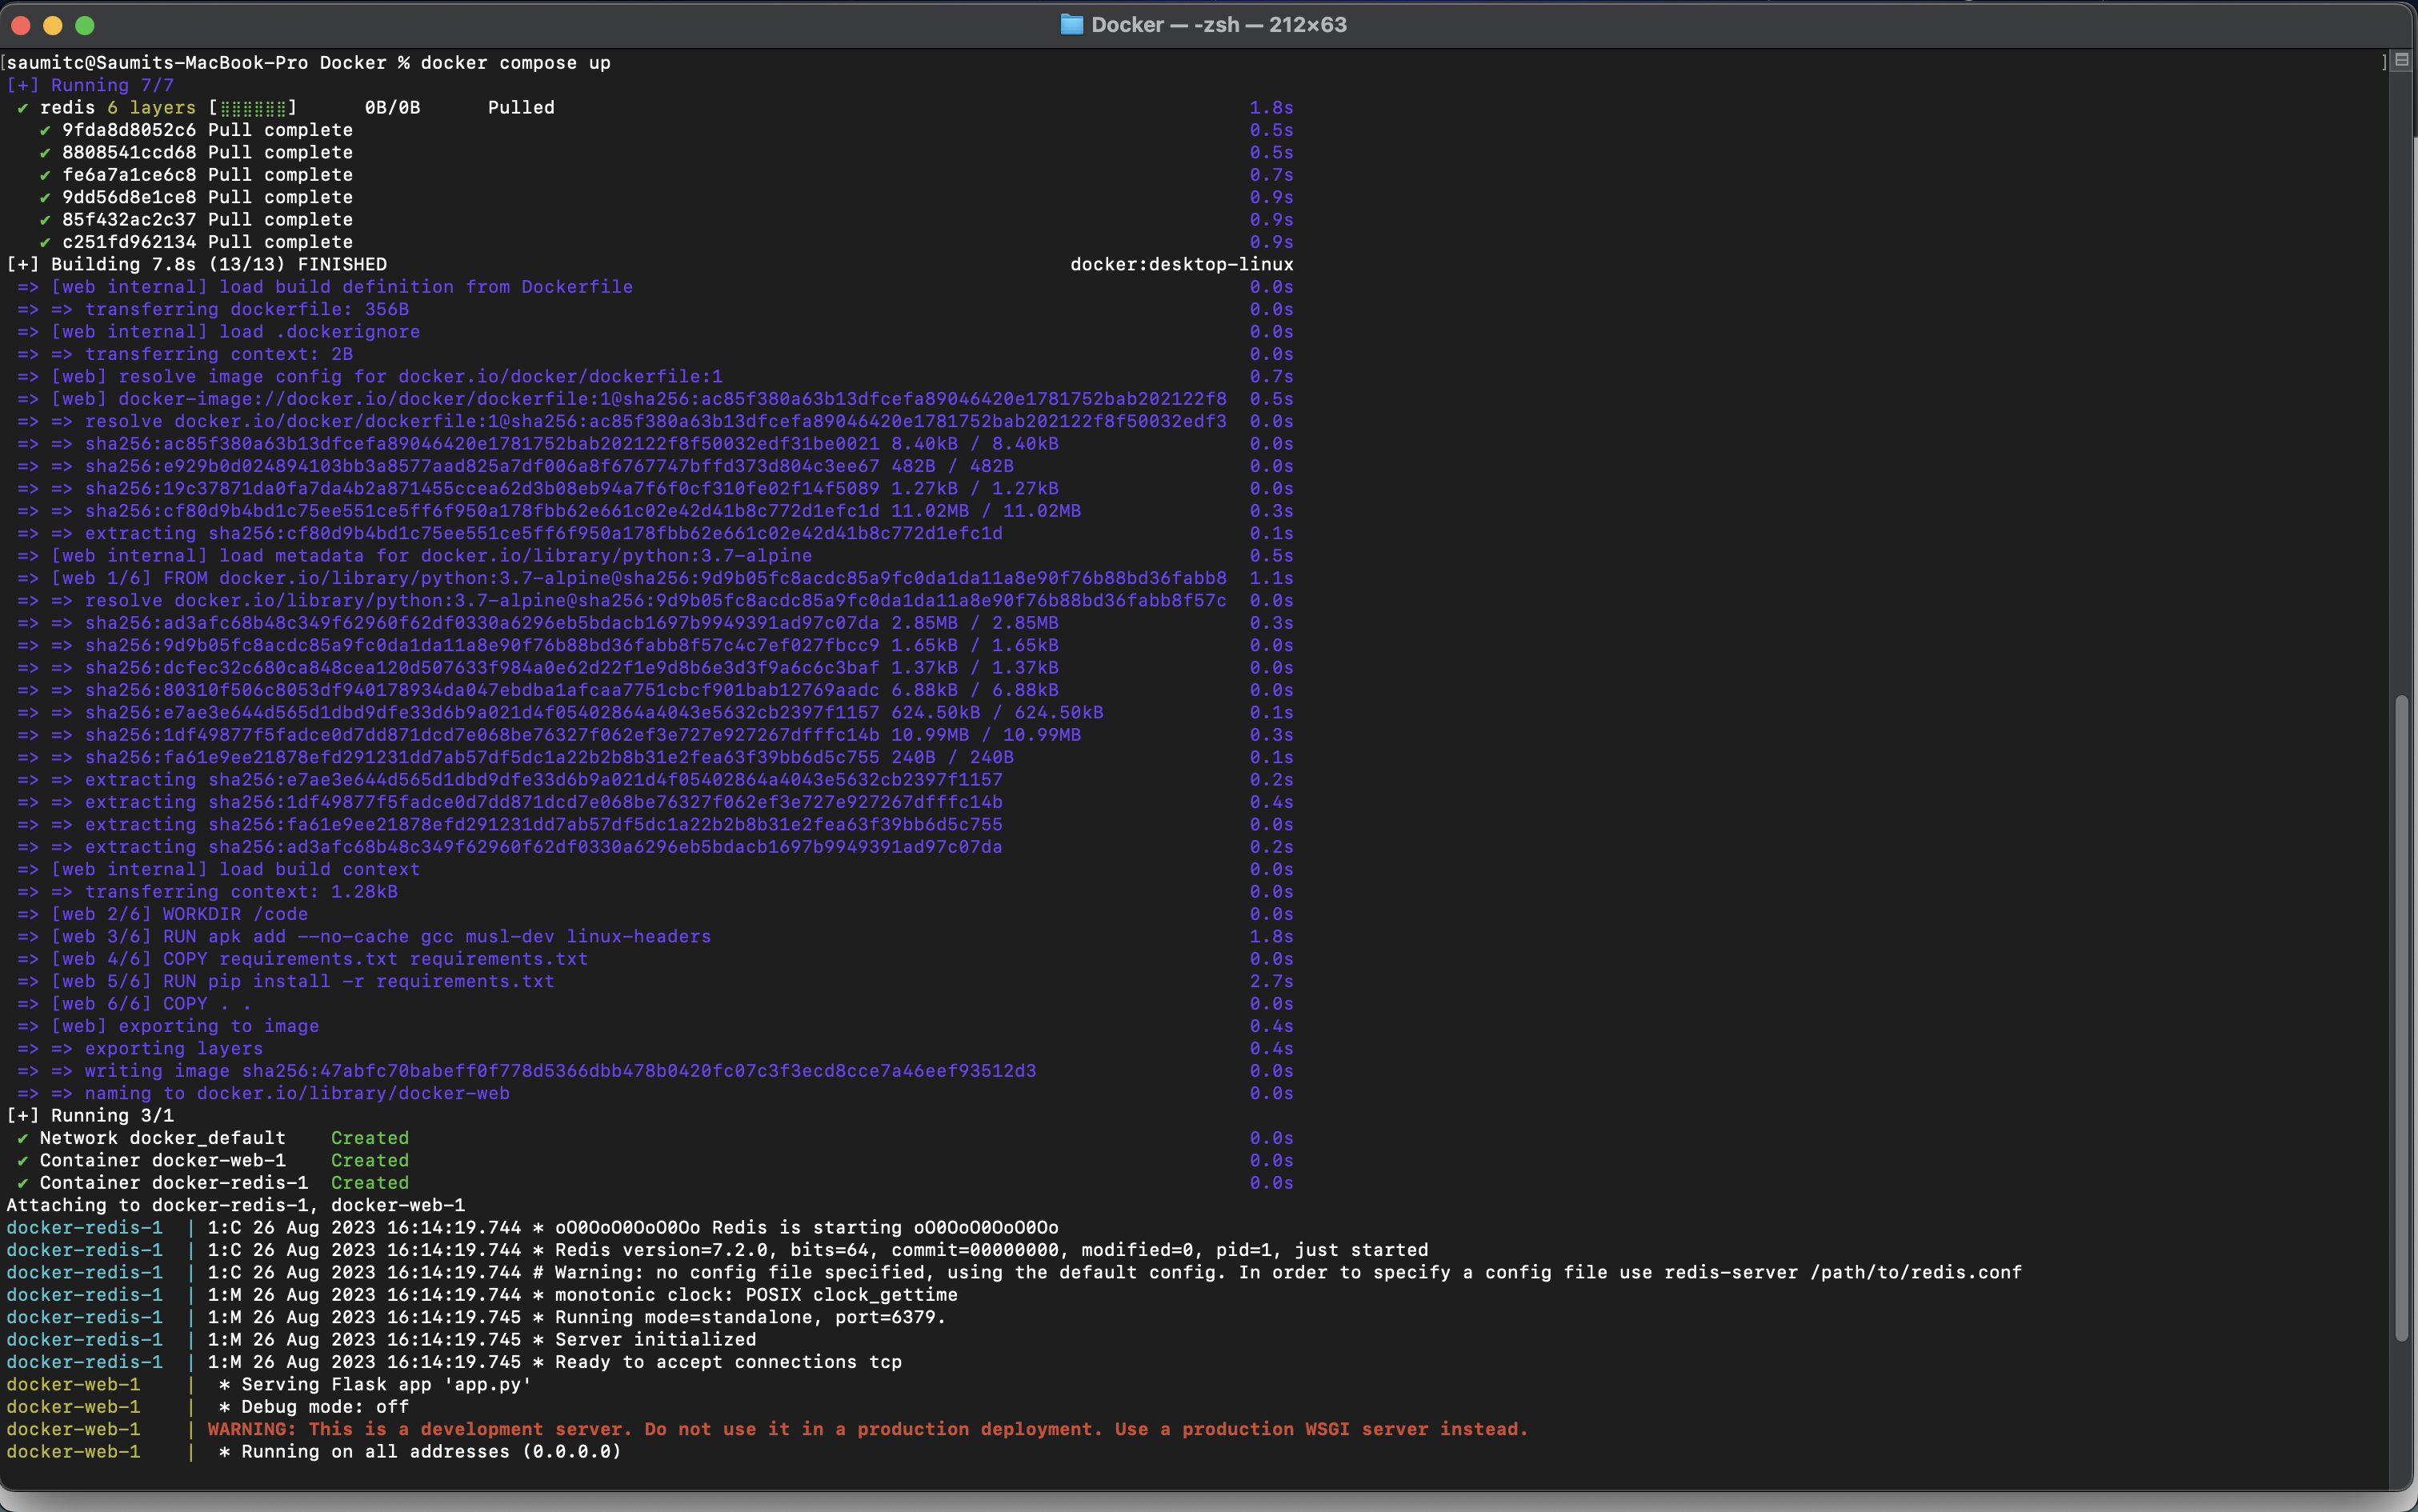 Docker — -zsh — 212×63
[saumitc@Saumits-MacBook-Pro Docker % docker compose up ]
[+] Running 7/7
✔ redis 6 layers [⣿⣿⣿⣿⣿⣿] 0B/0B Pulled 1.8s
✔ 9fda8d8052c6 Pull complete 0.5s
✔ 8808541ccd68 Pull complete 0.5s
✔ fe6a7a1ce6c8 Pull complete 0.7s
✔ 9dd56d8e1ce8 Pull complete 0.9s
✔ 85f432ac2c37 Pull complete 0.9s
✔ c251fd962134 Pull complete 0.9s
[+] Building 7.8s (13/13) FINISHED docker:desktop-linux
=> [web internal] load build definition from Dockerfile 0.0s
=> => transferring dockerfile: 356B 0.0s
=> [web internal] load .dockerignore 0.0s
=> => transferring context: 2B 0.0s
=> [web] resolve image config for docker.io/docker/dockerfile:1 0.7s
=> [web] docker-image://docker.io/docker/dockerfile:1@sha256:ac85f380a63b13dfcefa89046420e1781752bab202122f8 0.5s
=> => resolve docker.io/docker/dockerfile:1@sha256:ac85f380a63b13dfcefa89046420e1781752bab202122f8f50032edf3 0.0s
=> => sha256:ac85f380a63b13dfcefa89046420e1781752bab202122f8f50032edf31be0021 8.40kB / 8.40kB 0.0s
=> => sha256:e929b0d024894103bb3a8577aad825a7df006a8f6767747bffd373d804c3ee67 482B / 482B 0.0s
=> => sha256:19c37871da0fa7da4b2a871455ccea62d3b08eb94a7f6f0cf310fe02f14f5089 1.27kB / 1.27kB 0.0s
=> => sha256:cf80d9b4bd1c75ee551ce5ff6f950a178fbb62e661c02e42d41b8c772d1efc1d 11.02MB / 11.02MB 0.3s
=> => extracting sha256:cf80d9b4bd1c75ee551ce5ff6f950a178fbb62e661c02e42d41b8c772d1efc1d 0.1s
=> [web internal] load metadata for docker.io/library/python:3.7-alpine 0.5s
=> [web 1/6] FROM docker.io/library/python:3.7-alpine@sha256:9d9b05fc8acdc85a9fc0da1da11a8e90f76b88bd36fabb8 1.1s
=> => resolve docker.io/library/python:3.7-alpine@sha256:9d9b05fc8acdc85a9fc0da1da11a8e90f76b88bd36fabb8f57c 0.0s
=> => sha256:ad3afc68b48c349f62960f62df0330a6296eb5bdacb1697b9949391ad97c07da 2.85MB / 2.85MB 0.3s
=> => sha256:9d9b05fc8acdc85a9fc0da1da11a8e90f76b88bd36fabb8f57c4c7ef027fbcc9 1.65kB / 1.65kB 0.0s
=> => sha256:dcfec32c680ca848cea120d507633f984a0e62d22f1e9d8b6e3d3f9a6c6c3baf 1.37kB / 1.37kB 0.0s
=> => sha256:80310f506c8053df940178934da047ebdba1afcaa7751cbcf901bab12769aadc 6.88kB / 6.88kB 0.0s
=> => sha256:e7ae3e644d565d1dbd9dfe33d6b9a021d4f05402864a4043e5632cb2397f1157 624.50kB / 624.50kB 0.1s
=> => sha256:1df49877f5fadce0d7dd871dcd7e068be76327f062ef3e727e927267dfffc14b 10.99MB / 10.99MB 0.3s
=> => sha256:fa61e9ee21878efd291231dd7ab57df5dc1a22b2b8b31e2fea63f39bb6d5c755 240B / 240B 0.1s
=> => extracting sha256:e7ae3e644d565d1dbd9dfe33d6b9a021d4f05402864a4043e5632cb2397f1157 0.2s
=> => extracting sha256:1df49877f5fadce0d7dd871dcd7e068be76327f062ef3e727e927267dfffc14b 0.4s
=> => extracting sha256:fa61e9ee21878efd291231dd7ab57df5dc1a22b2b8b31e2fea63f39bb6d5c755 0.0s
=> => extracting sha256:ad3afc68b48c349f62960f62df0330a6296eb5bdacb1697b9949391ad97c07da 0.2s
=> [web internal] load build context 0.0s
=> => transferring context: 1.28kB 0.0s
=> [web 2/6] WORKDIR /code 0.0s
=> [web 3/6] RUN apk add --no-cache gcc musl-dev linux-headers 1.8s
=> [web 4/6] COPY requirements.txt requirements.txt 0.0s
=> [web 5/6] RUN pip install -r requirements.txt 2.7s
=> [web 6/6] COPY . . 0.0s
=> [web] exporting to image 0.4s
=> => exporting layers 0.4s
=> => writing image sha256:47abfc70babeff0f778d5366dbb478b0420fc07c3f3ecd8cce7a46eef93512d3 0.0s
=> => naming to docker.io/library/docker-web 0.0s
[+] Running 3/1
✔ Network docker_default Created 0.0s
✔ Container docker-web-1 Created 0.0s
✔ Container docker-redis-1 Created 0.0s
Attaching to docker-redis-1, docker-web-1
docker-redis-1 | 1:C 26 Aug 2023 16:14:19.744 * oO0OoO0OoO0Oo Redis is starting oO0OoO0OoO0Oo
docker-redis-1 | 1:C 26 Aug 2023 16:14:19.744 * Redis version=7.2.0, bits=64, commit=00000000, modified=0, pid=1, just started
docker-redis-1 | 1:C 26 Aug 2023 16:14:19.744 # Warning: no config file specified, using the default config. In order to specify a config file use redis-server /path/to/redis.conf
docker-redis-1 | 1:M 26 Aug 2023 16:14:19.744 * monotonic clock: POSIX clock_gettime
docker-redis-1 | 1:M 26 Aug 2023 16:14:19.745 * Running mode=standalone, port=6379.
docker-redis-1 | 1:M 26 Aug 2023 16:14:19.745 * Server initialized
docker-redis-1 | 1:M 26 Aug 2023 16:14:19.745 * Ready to accept connections tcp
docker-web-1 | * Serving Flask app 'app.py'
docker-web-1 | * Debug mode: off
docker-web-1 | WARNING: This is a development server. Do not use it in a production deployment. Use a production WSGI server instead.
docker-web-1 | * Running on all addresses (0.0.0.0)